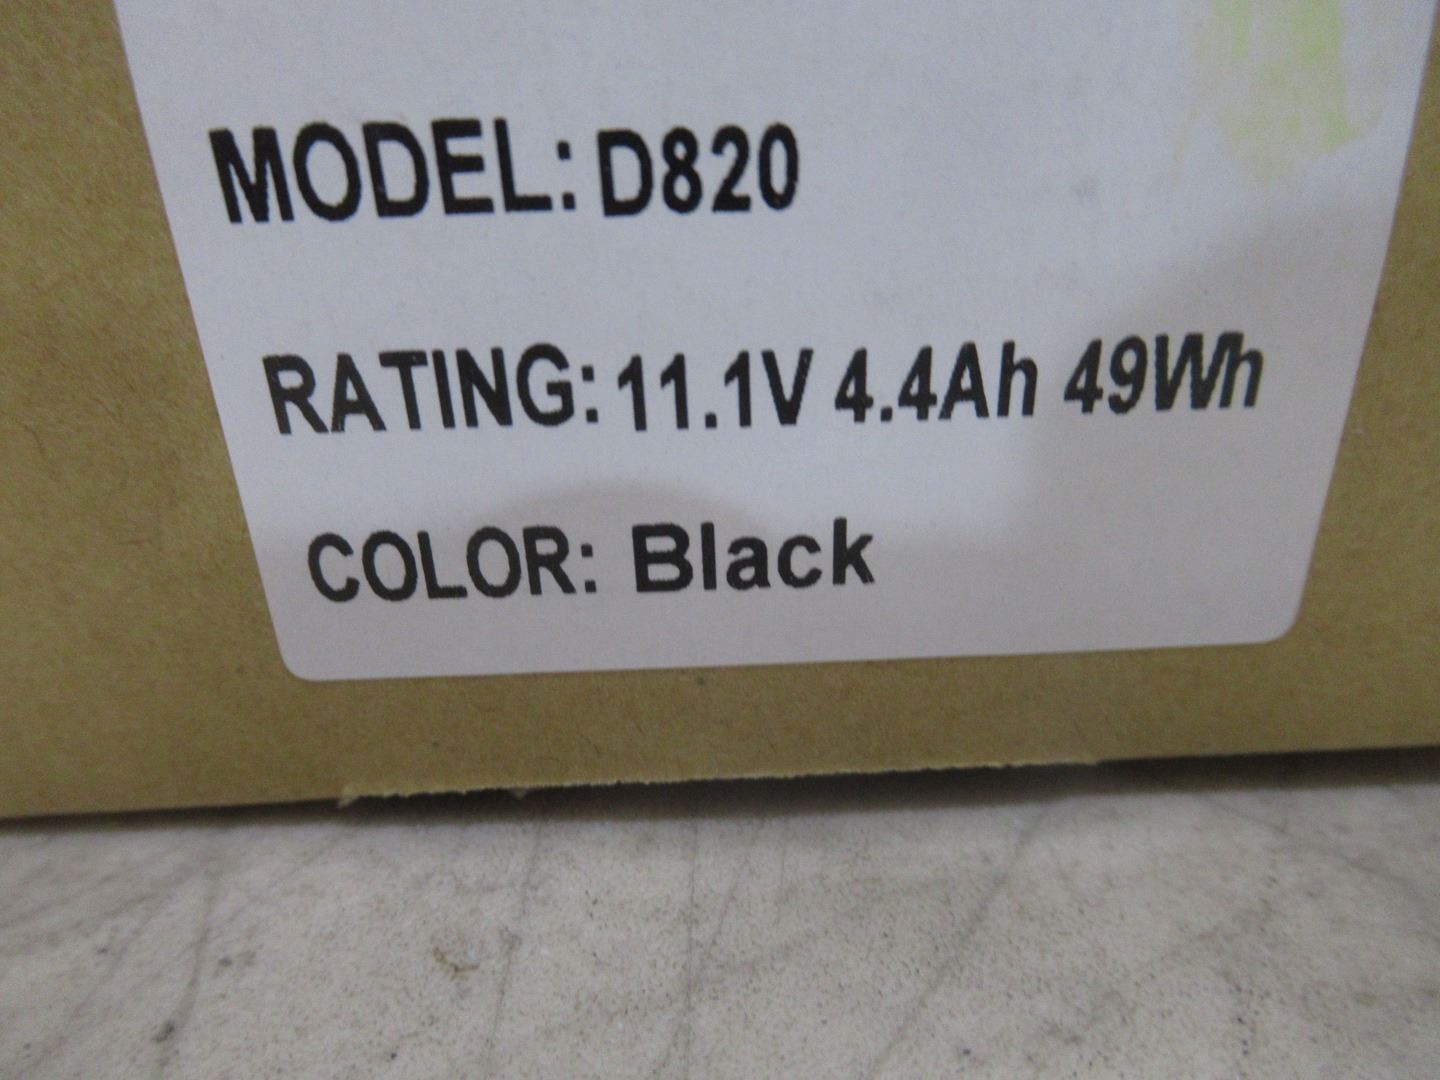 MODEL: D820
RATING: 11.1V 4.4Ah 49Wh
COLOR: Black